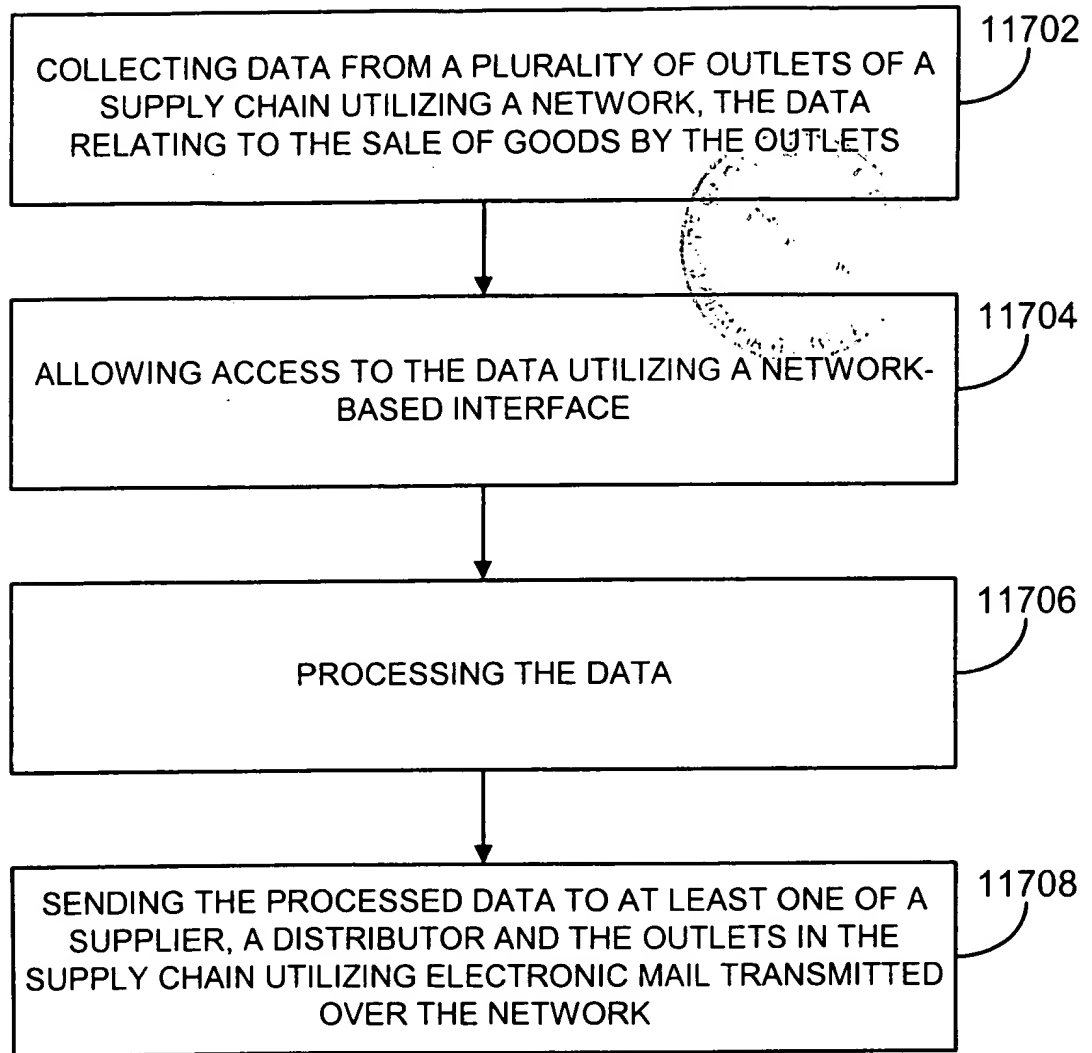 11702
COLLECTING DATA FROM A PLURALITY OF OUTLETS OF A
SUPPLY CHAIN UTILIZING A NETWORK, THE DATA
RELATING TO THE SALE OF GOODS BY THE OUTLETS
11704
ALLOWING ACCESS TO THE DATA UTILIZING A NETWORK-
BASED INTERFACE
11706
PROCESSING THE DATA
11708
SENDING THE PROCESSED DATA TO AT LEAST ONE OF A
SUPPLIER, A DISTRIBUTOR AND THE OUTLETS IN THE
SUPPLY CHAIN UTILIZING ELECTRONIC MAIL TRANSMITTED
OVER THE NETWORK